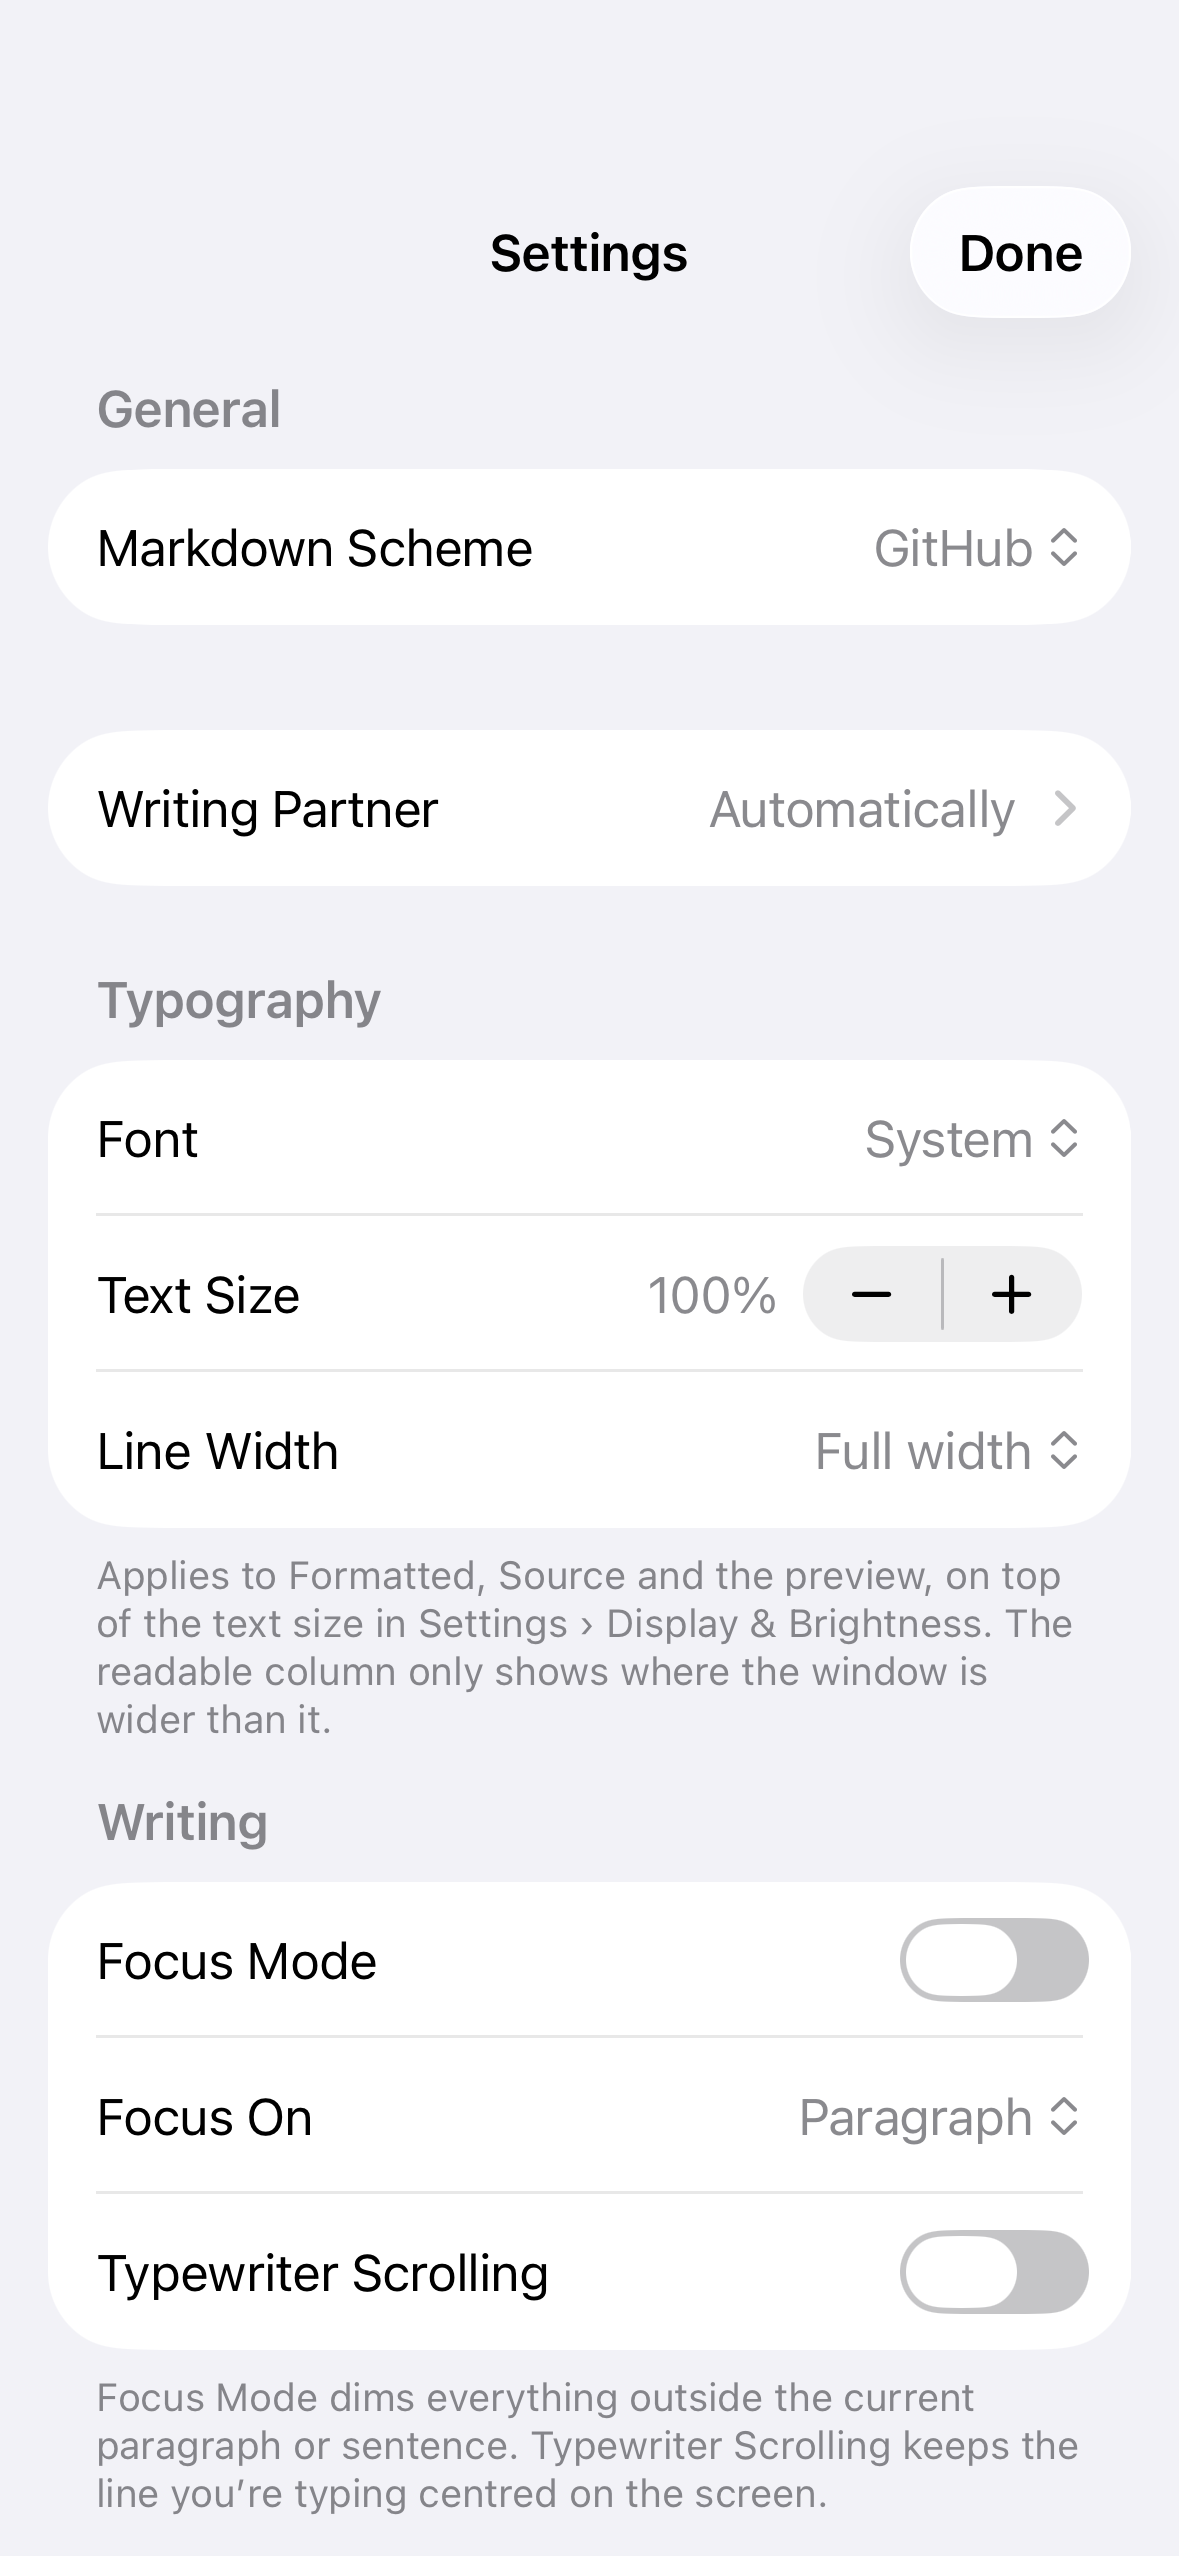 Settings
Done
General
Markdown Scheme
GitHub
Writing Partner
Automatically
Typography
Font
System
Text Size
100%
Line Width
Full width
Applies to Formatted, Source and the preview, on top
of the text size in Settings › Display & Brightness. The
readable column only shows where the window is
wider than it.
Writing
Focus Mode
Focus On
Paragraph
Typewriter Scrolling
Focus Mode dims everything outside the current
paragraph or sentence. Typewriter Scrolling keeps the
line you’re typing centred on the screen.